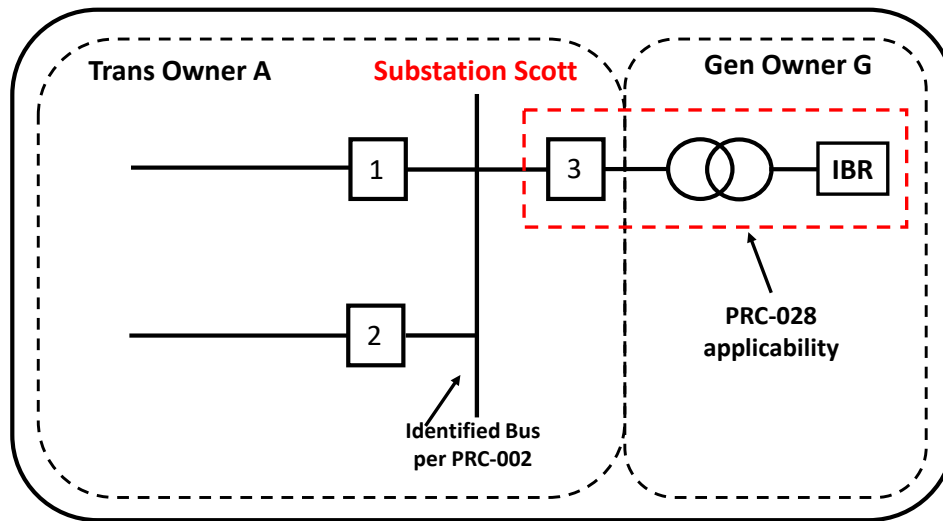 Trans Owner A
Substation Scott
Gen Owner G
1
3
IBR
2
PRC-028
applicability
Identified Bus
per PRC-002